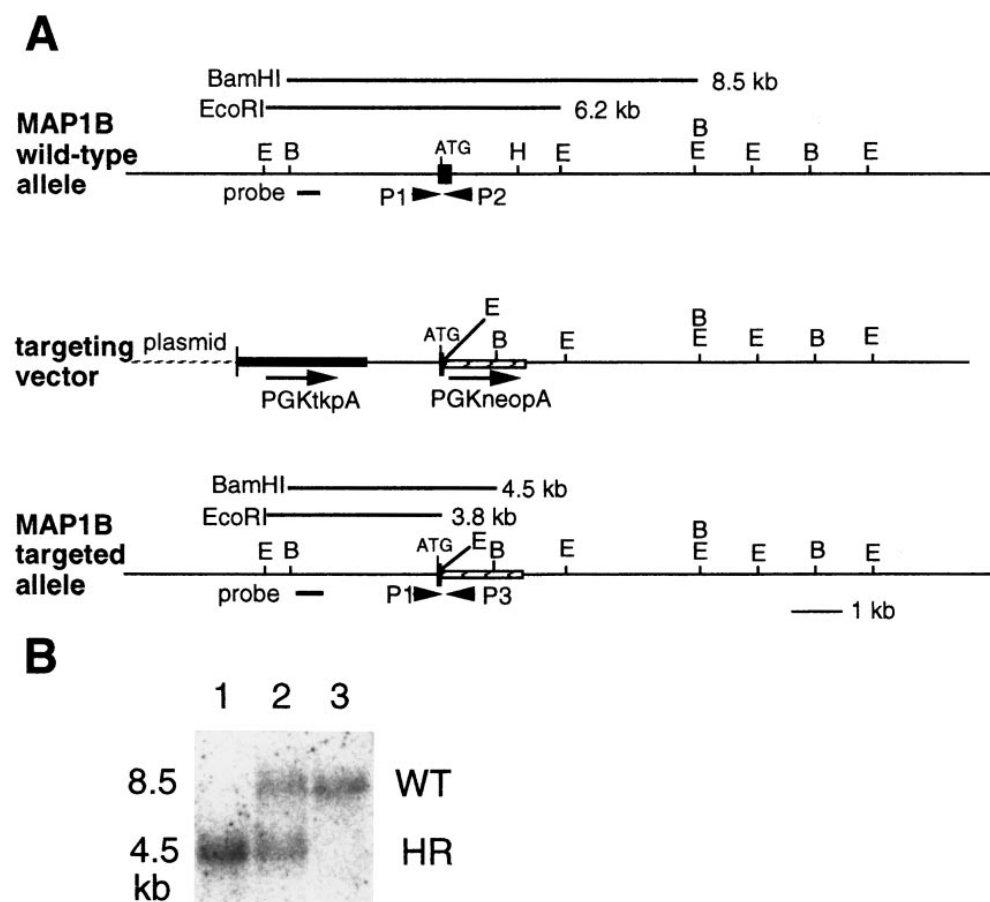 A
BamHI 8.5 kb
EcoRI 6.2 kb
MAP1B wild-type allele
E B ATG H E B E E B E
probe P1 P2
targeting vector
plasmid ATG E B E B E E B E
PGKtkpA PGKneopA
BamHI 4.5 kb
EcoRI 3.8 kb
MAP1B targeted allele
E B ATG E B E B E E B E
probe P1 P3 1 kb
B
1 2 3
8.5 WT
4.5 HR
kb